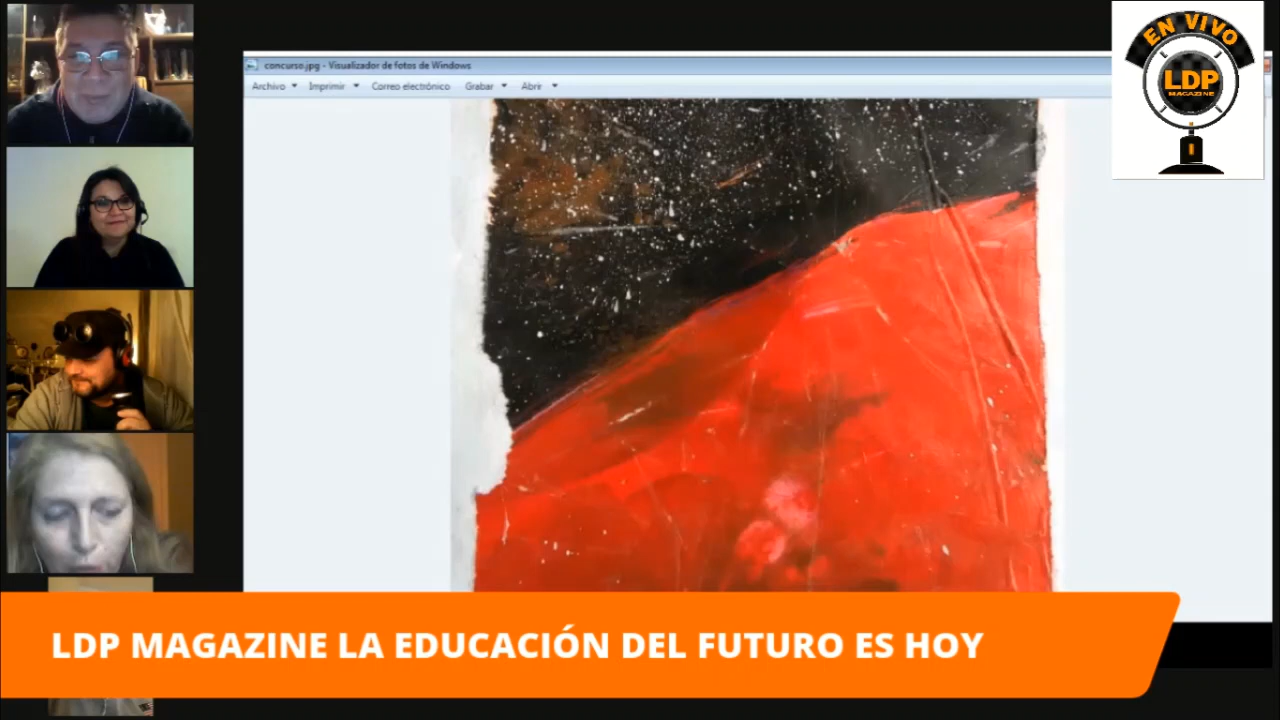 EN VIVO
LDP
MAGAZINE
concurso.jpg - Visualizador de fotos de Windows
Archivo Imprimir Correo electrónico Grabar Abrir
LDP MAGAZINE LA EDUCACIÓN DEL FUTURO ES HOY